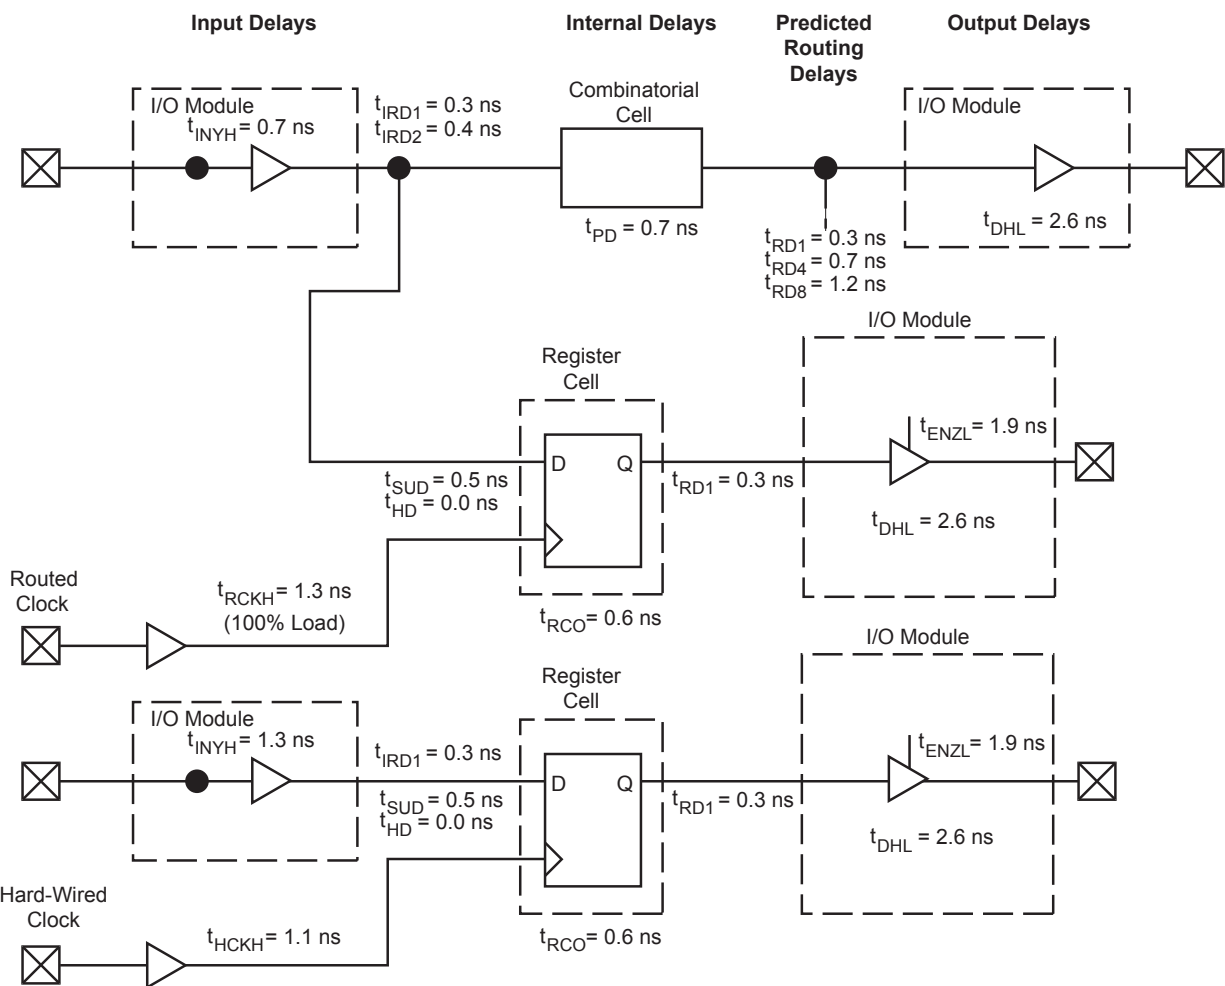 Input Delays
Internal Delays
Predicted
Routing
Delays
Output Delays
I/O Module
tINYH = 0.7 ns
tIRD1 = 0.3 ns
tIRD2 = 0.4 ns
Combinatorial
Cell
tPD = 0.7 ns
tRD1 = 0.3 ns
tRD4 = 0.7 ns
tRD8 = 1.2 ns
I/O Module
tDHL = 2.6 ns
Register
Cell
D
Q
tSUD = 0.5 ns
tHD = 0.0 ns
tRD1 = 0.3 ns
I/O Module
tENZL = 1.9 ns
tDHL = 2.6 ns
Routed
Clock
tRCKH = 1.3 ns
(100% Load)
tRCO = 0.6 ns
I/O Module
tINYH = 1.3 ns
tIRD1 = 0.3 ns
tSUD = 0.5 ns
tHD = 0.0 ns
Register
Cell
D
Q
tRD1 = 0.3 ns
I/O Module
tENZL = 1.9 ns
tDHL = 2.6 ns
Hard-Wired
Clock
tHCKH = 1.1 ns
tRCO = 0.6 ns